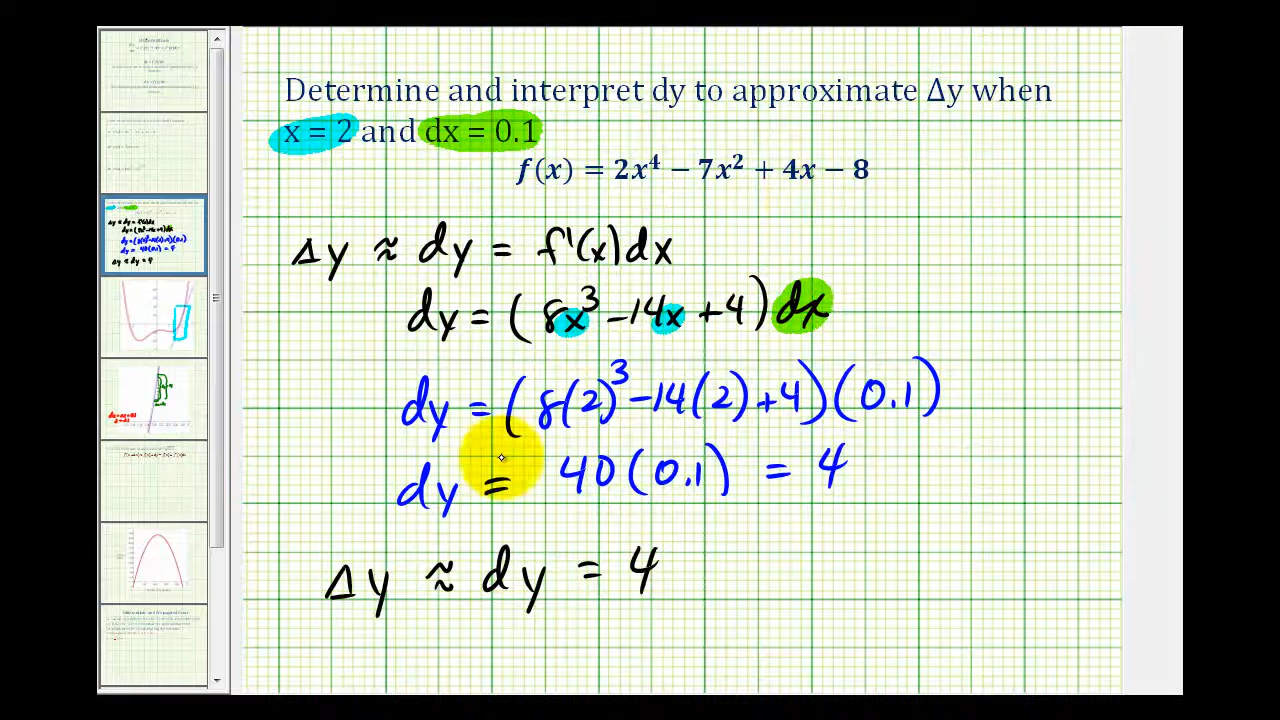 Determine and interpret dy to approximate Δy when
x = 2 and dx = 0.1
f(x) = 2x⁴ − 7x² + 4x − 8
Δy ≈ dy = f'(x)dx
dy = (8x³ − 14x + 4)dx
dy = (8(2)³ − 14(2) + 4)(0.1)
dy = 40(0.1) = 4
Δy ≈ dy = 4